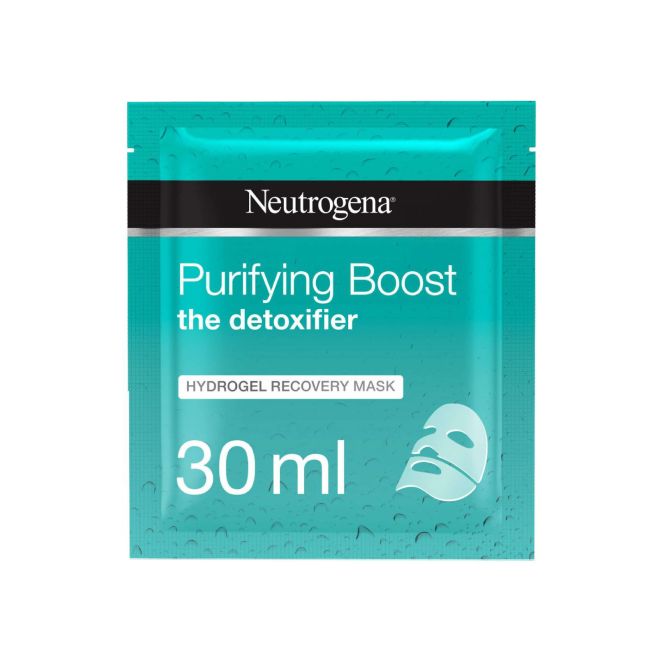 Neutrogena®
Purifying Boost
the detoxifier
HYDROGEL RECOVERY MASK
30 ml